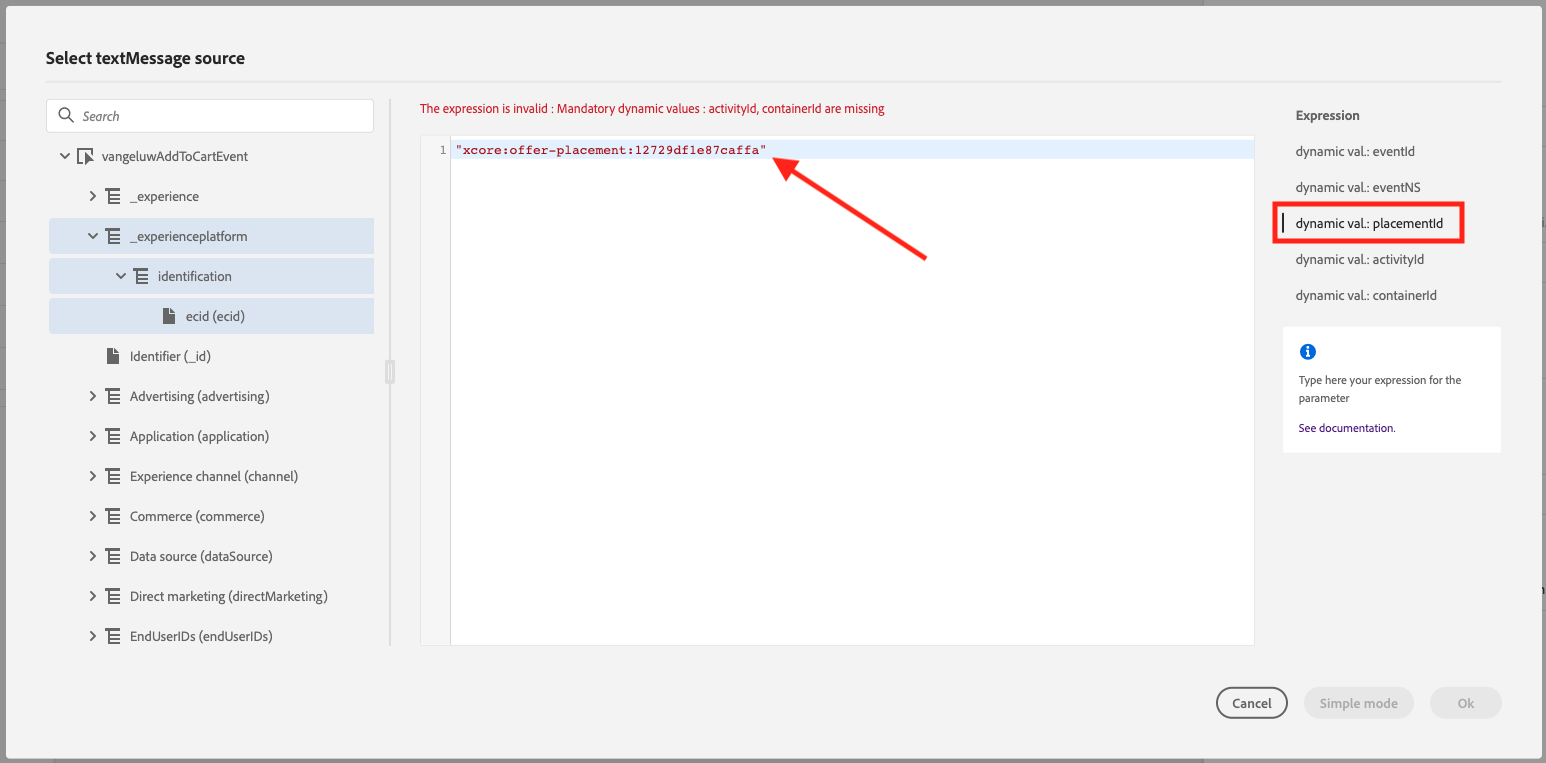 Select textMessage source
Search
vangeluwAddToCartEvent
_experience
_experienceplatform
identification
ecid (ecid)
Identifier (_id)
Advertising (advertising)
Application (application)
Experience channel (channel)
Commerce (commerce)
Data source (dataSource)
Direct marketing (directMarketing)
EndUserIDs (endUserIDs)
The expression is invalid : Mandatory dynamic values : activityId, containerId are missing
1 "xcore:offer-placement:12729df1e87caffa"
Expression
dynamic val.: eventId
dynamic val.: eventNS
dynamic val.: placementId
dynamic val.: activityId
dynamic val.: containerId
Type here your expression for the
parameter
See documentation.
Cancel
Simple mode
Ok